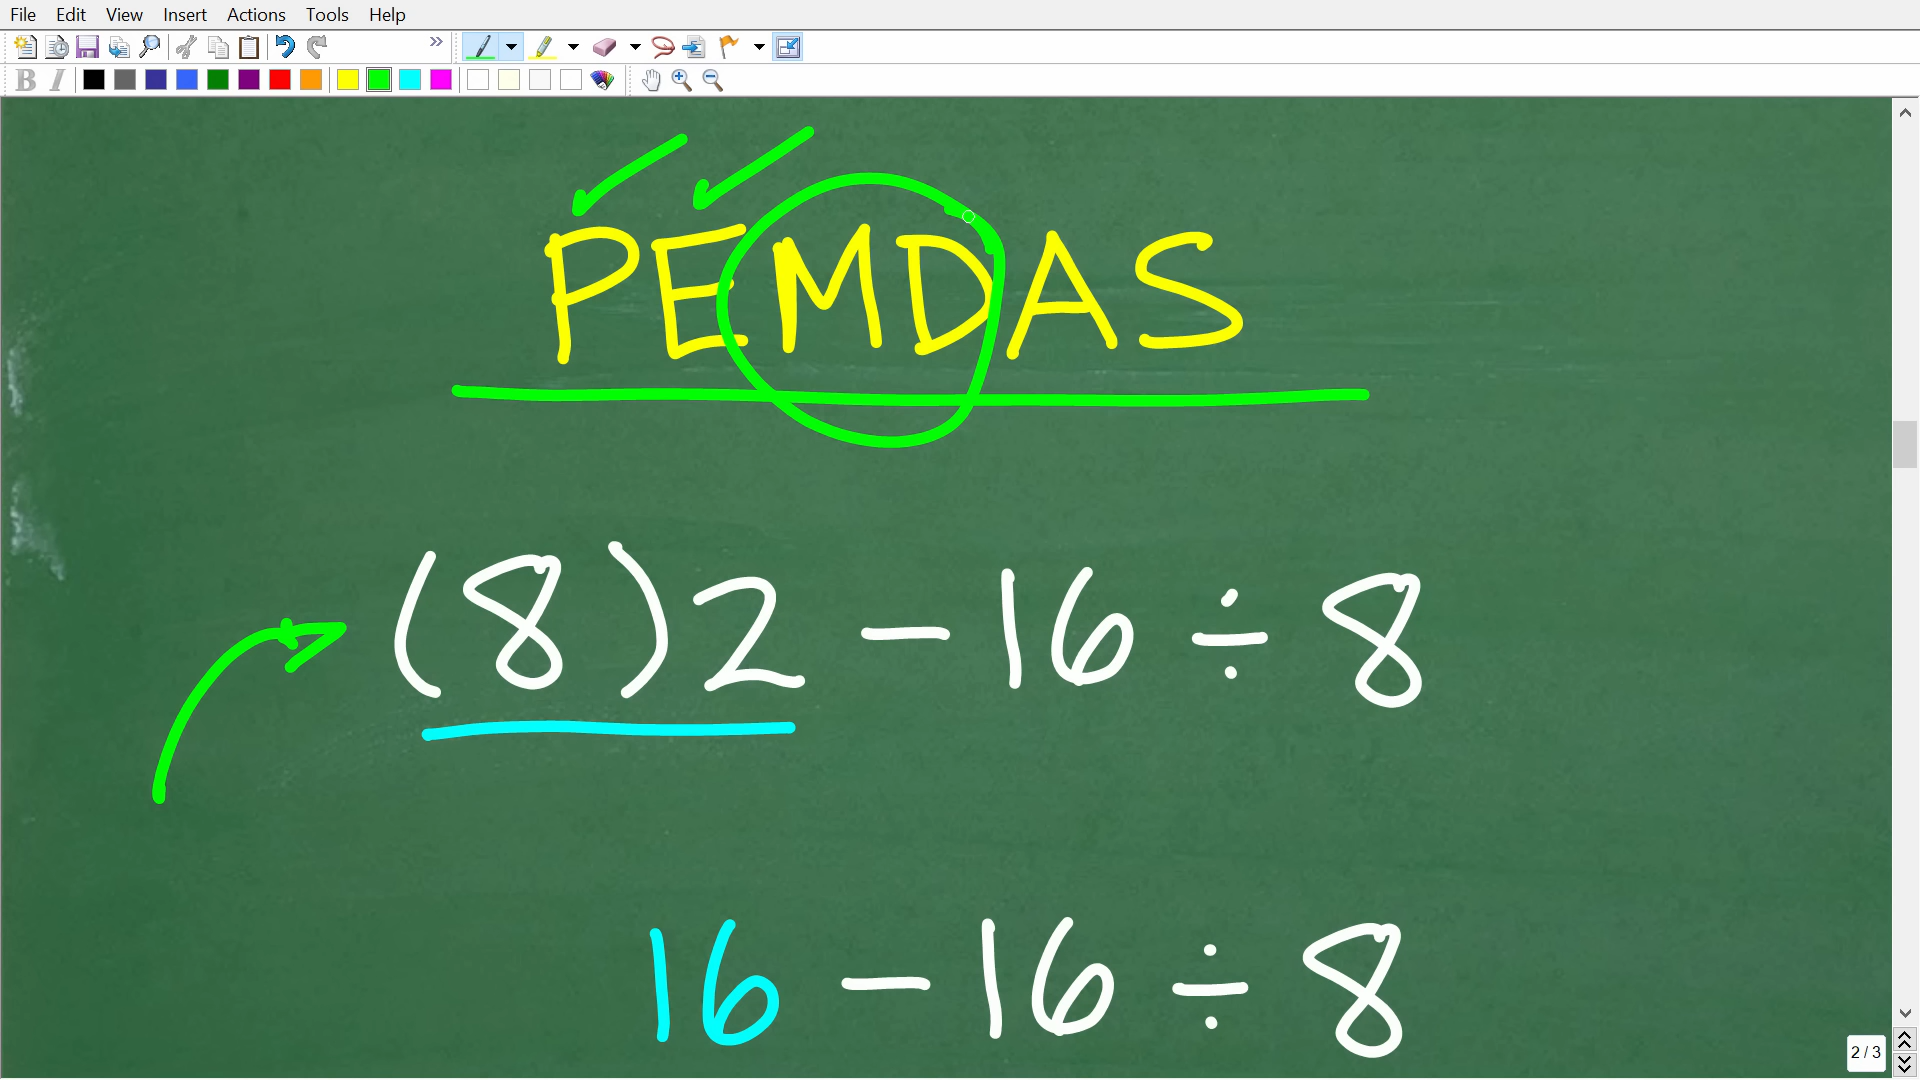 File Edit View Insert Actions Tools Help
B I
PEMDAS
(8)2 - 16 ÷ 8
16 - 16 ÷ 8
2 / 3